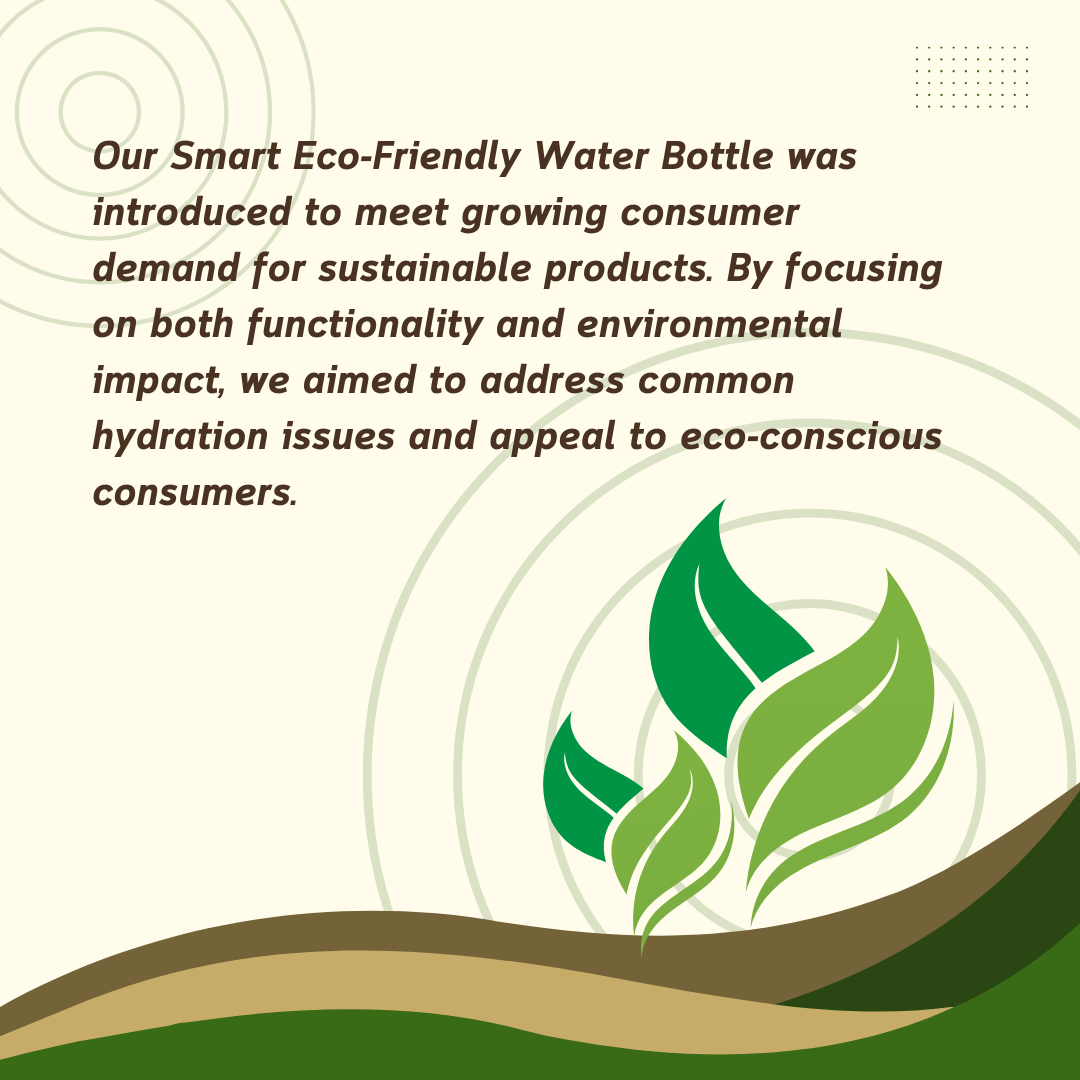 Our Smart Eco-Friendly Water Bottle was
introduced to meet growing consumer
demand for sustainable products. By focusing
on both functionality and environmental
impact, we aimed to address common
hydration issues and appeal to eco-conscious
consumers.